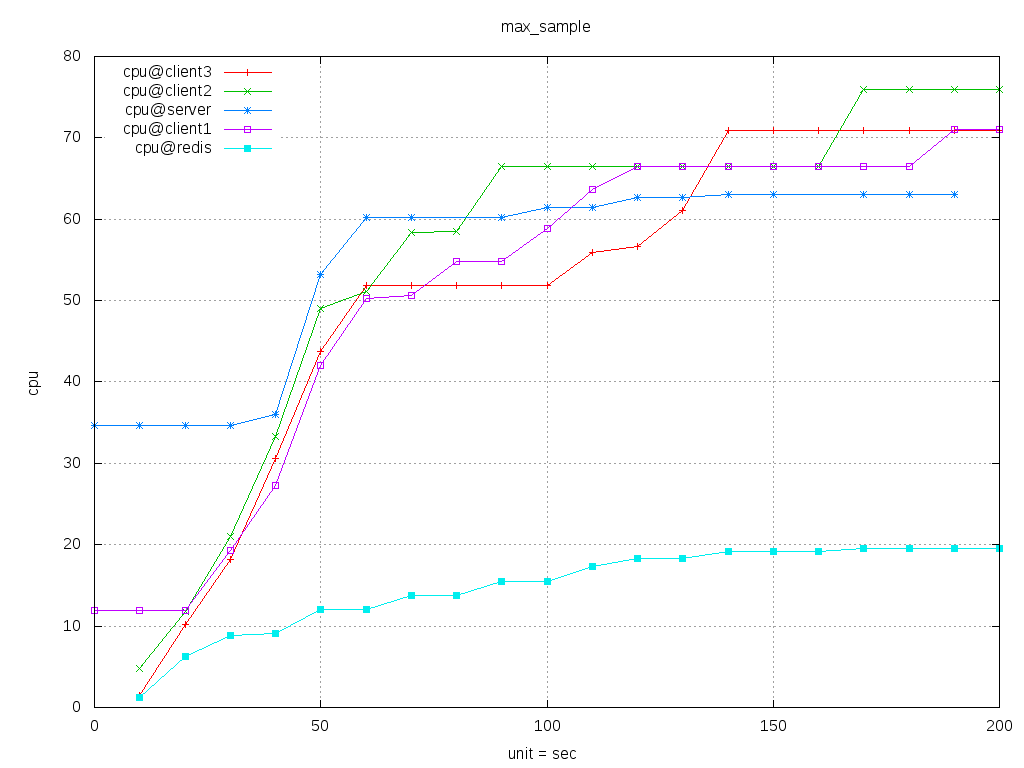 max_sample
cpu@client3
cpu@client2
cpu@server
cpu@client1
cpu@redis
80
70
60
50
40
30
20
10
0
cpu
0 50 100 150 200
unit = sec